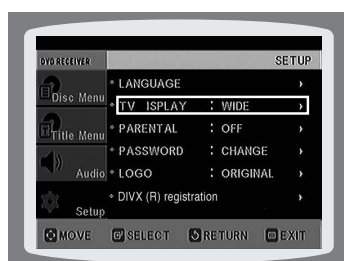 DVD RECEIVER SETUP
Disc Menu
Title Menu
Audio
Setup
LANGUAGE
TV ISPLAY : WIDE
PARENTAL : OFF
PASSWORD : CHANGE
LOGO : ORIGINAL
DIVX (R) registration
MOVE SELECT RETURN EXIT